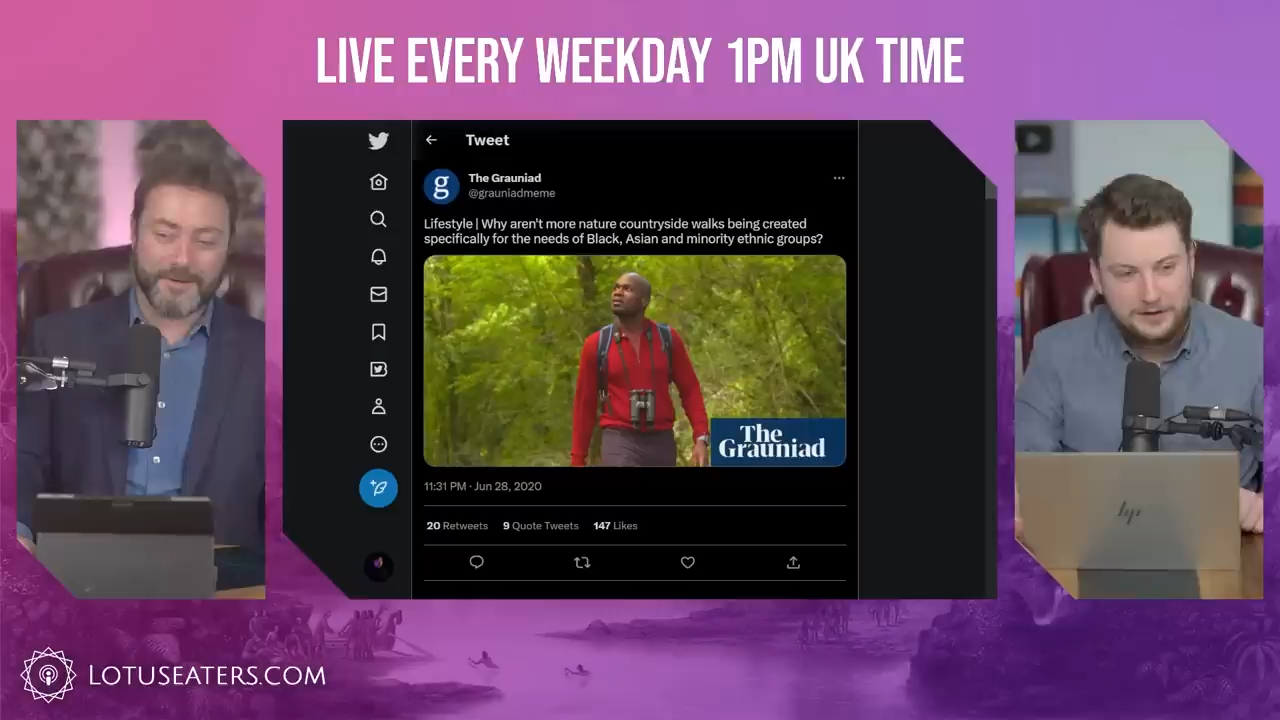 LIVE EVERY WEEKDAY 1PM UK TIME
Tweet
g
The Grauniad
@grauniadmeme
Lifestyle | Why aren't more nature countryside walks being created
specifically for the needs of Black, Asian and minority ethnic groups?
The
Grauniad
11:31 PM · Jun 28, 2020
20 Retweets 9 Quote Tweets 147 Likes
hp
LOTUSEATERS.COM